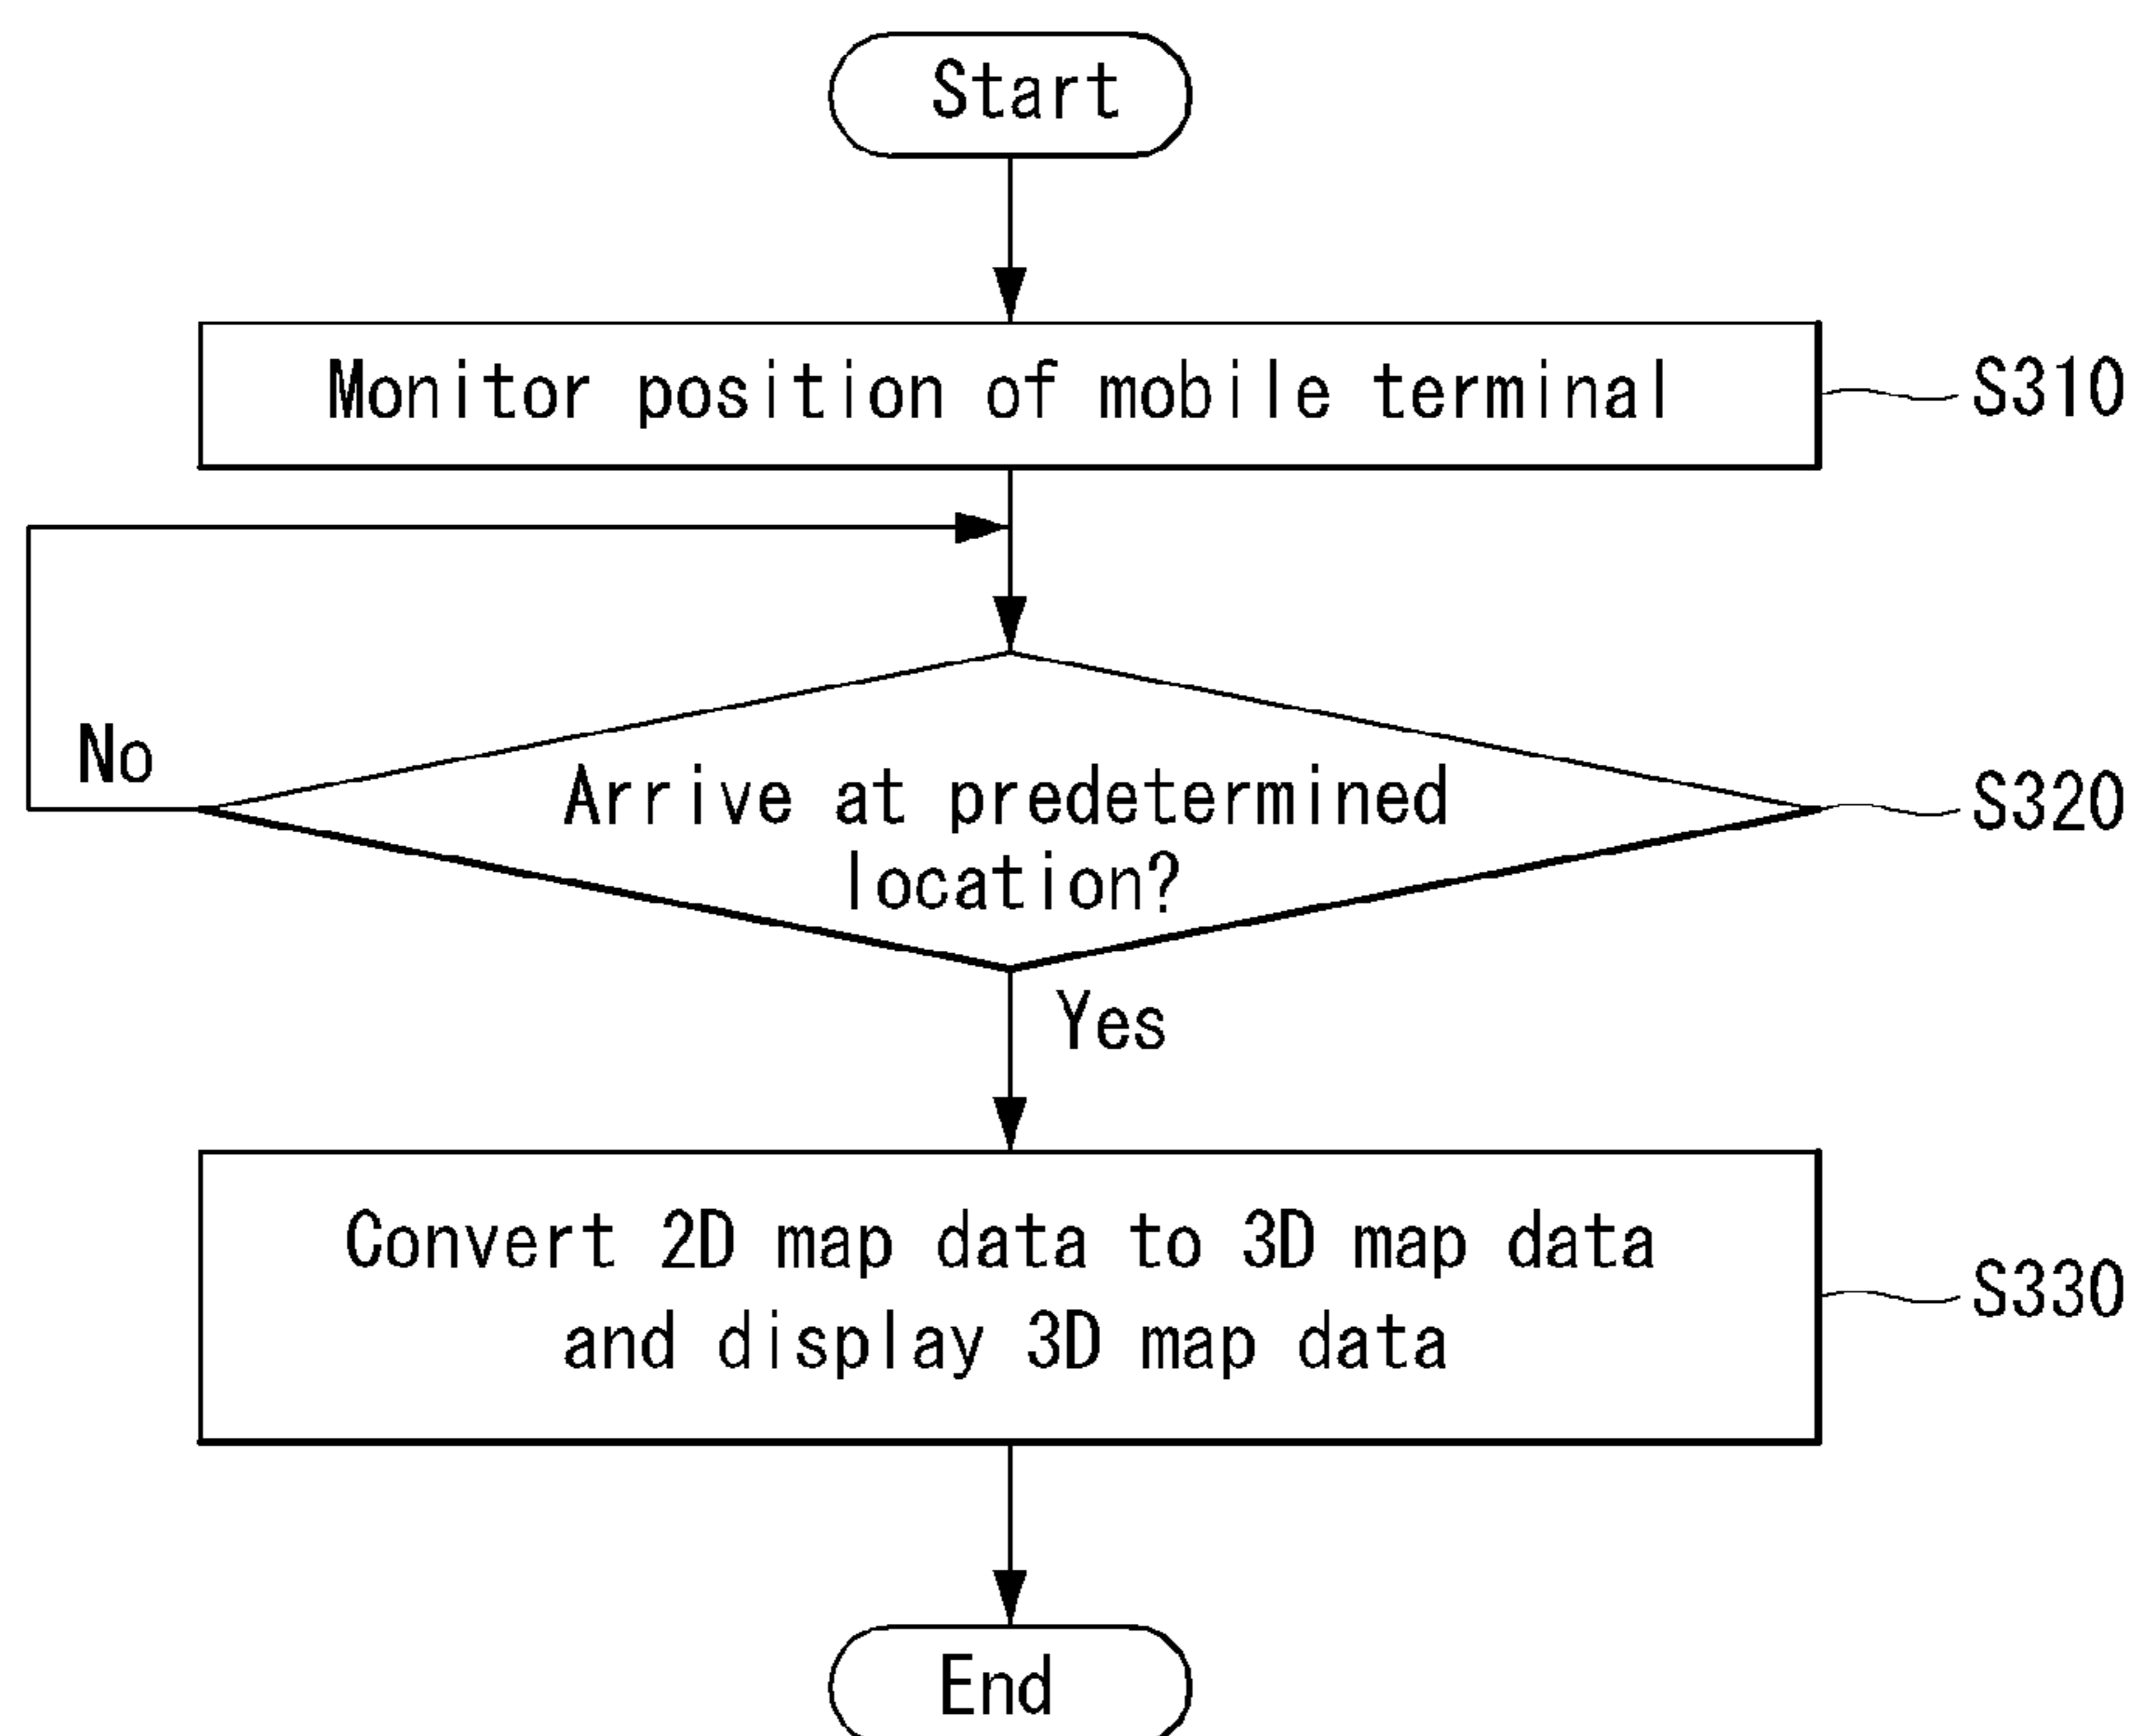 Start
Monitor position of mobile terminal
S310
No
Arrive at predetermined
location?
S320
Yes
Convert 2D map data to 3D map data
and display 3D map data
S330
End